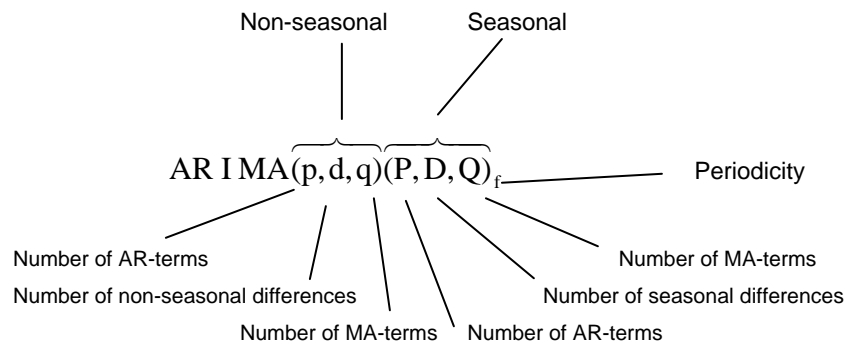 Non-seasonal Seasonal
AR I MA(p,d,q)(P,D,Q)f Periodicity
Number of AR-terms Number of MA-terms
Number of non-seasonal differences Number of seasonal differences
Number of MA-terms Number of AR-terms